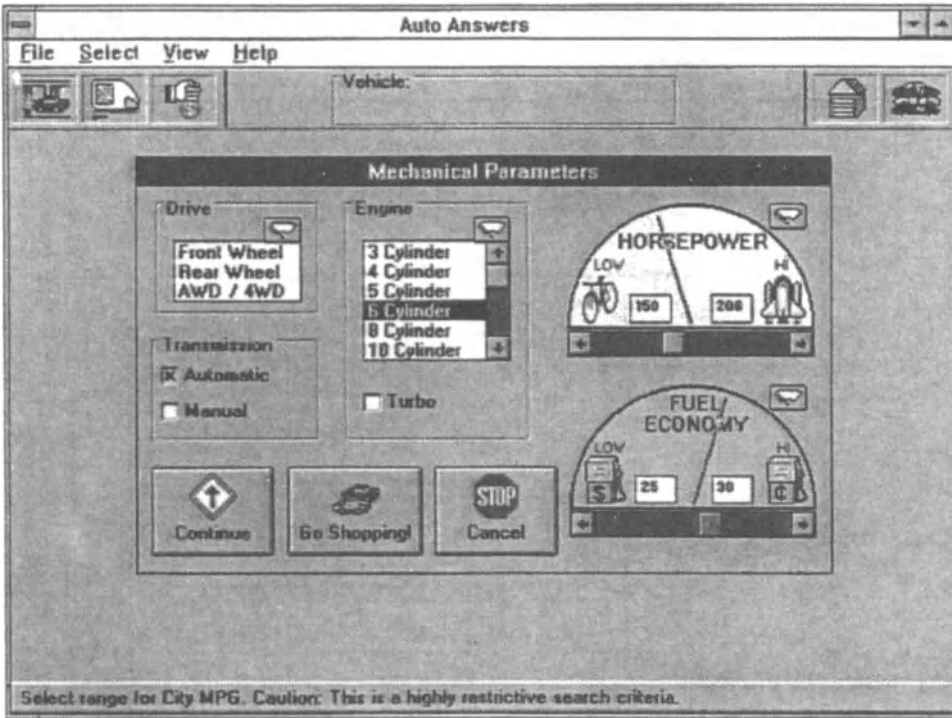 Auto Answers
File Select View Help
Vehicle:
Mechanical Parameters
Drive
Front Wheel
Rear Wheel
AWD / 4WD
Transmission
Automatic
Manual
Engine
3 Cylinder
4 Cylinder
5 Cylinder
6 Cylinder
8 Cylinder
10 Cylinder
Turbo
HORSEPOWER
LOW HI
150 208
FUEL
ECONOMY
LOW HI
$ 25 30 ¢
Continue
Go Shopping!
STOP
Cancel
Select range for City MPG. Caution: This is a highly restrictive search criteria.